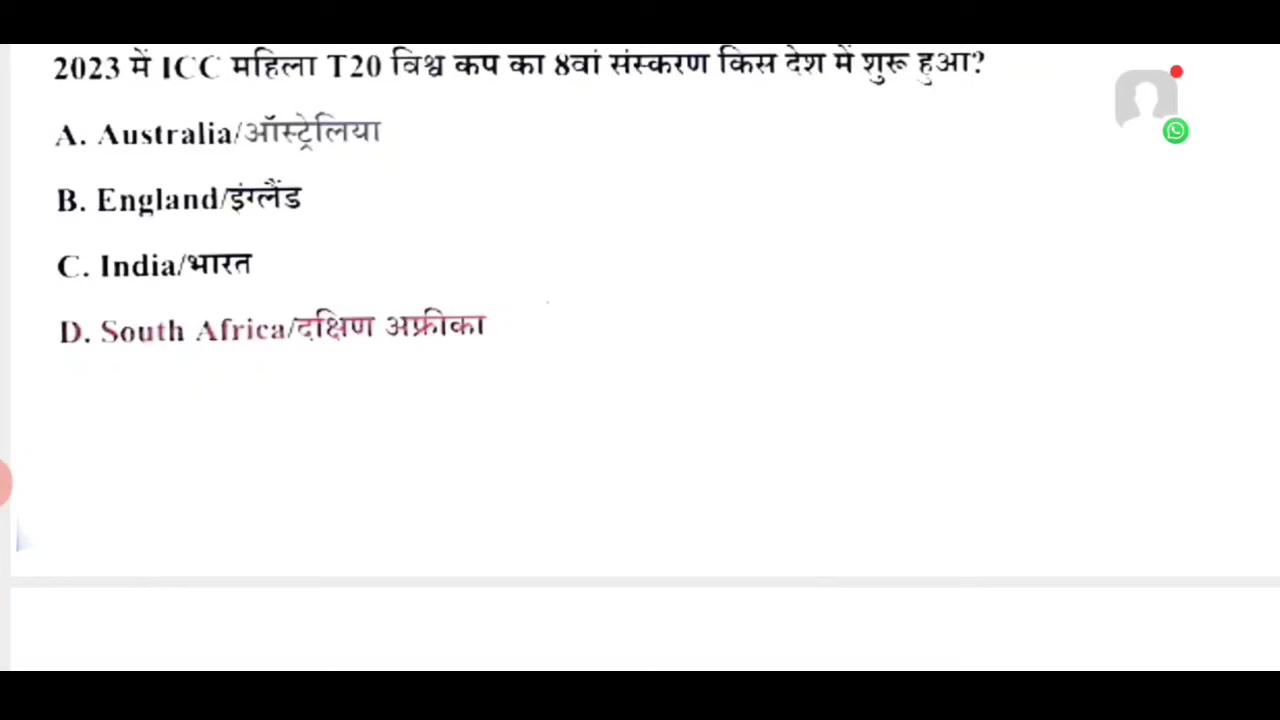 2023 में ICC महिला T20 विश्व कप का 8वां संस्करण किस देश में शुरू हुआ?
A. Australia/ऑस्ट्रेलिया
B. England/इंग्लैंड
C. India/भारत
D. South Africa/दक्षिण अफ्रीका